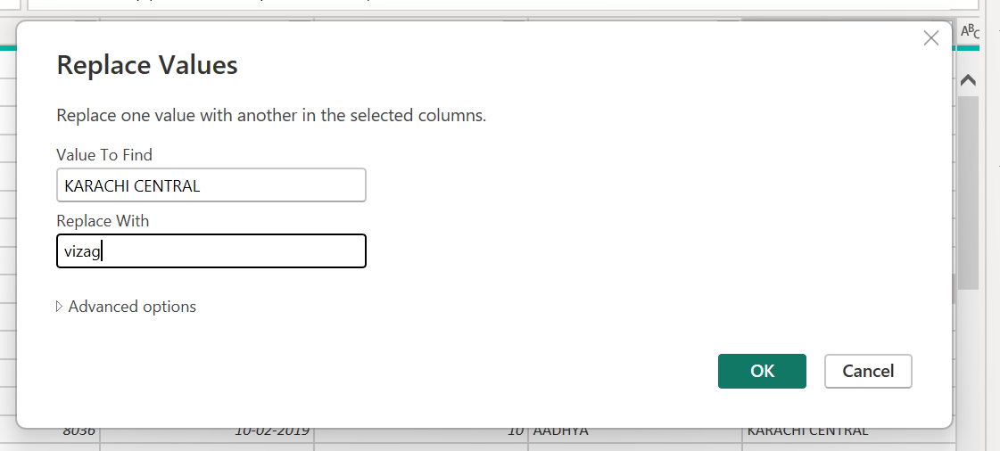 ABC
Replace Values
Replace one value with another in the selected columns.
Value To Find
KARACHI CENTRAL
Replace With
vizag
Advanced options
OK
Cancel
8036 10-02-2019 10 AADHYA KARACHI CENTRAL